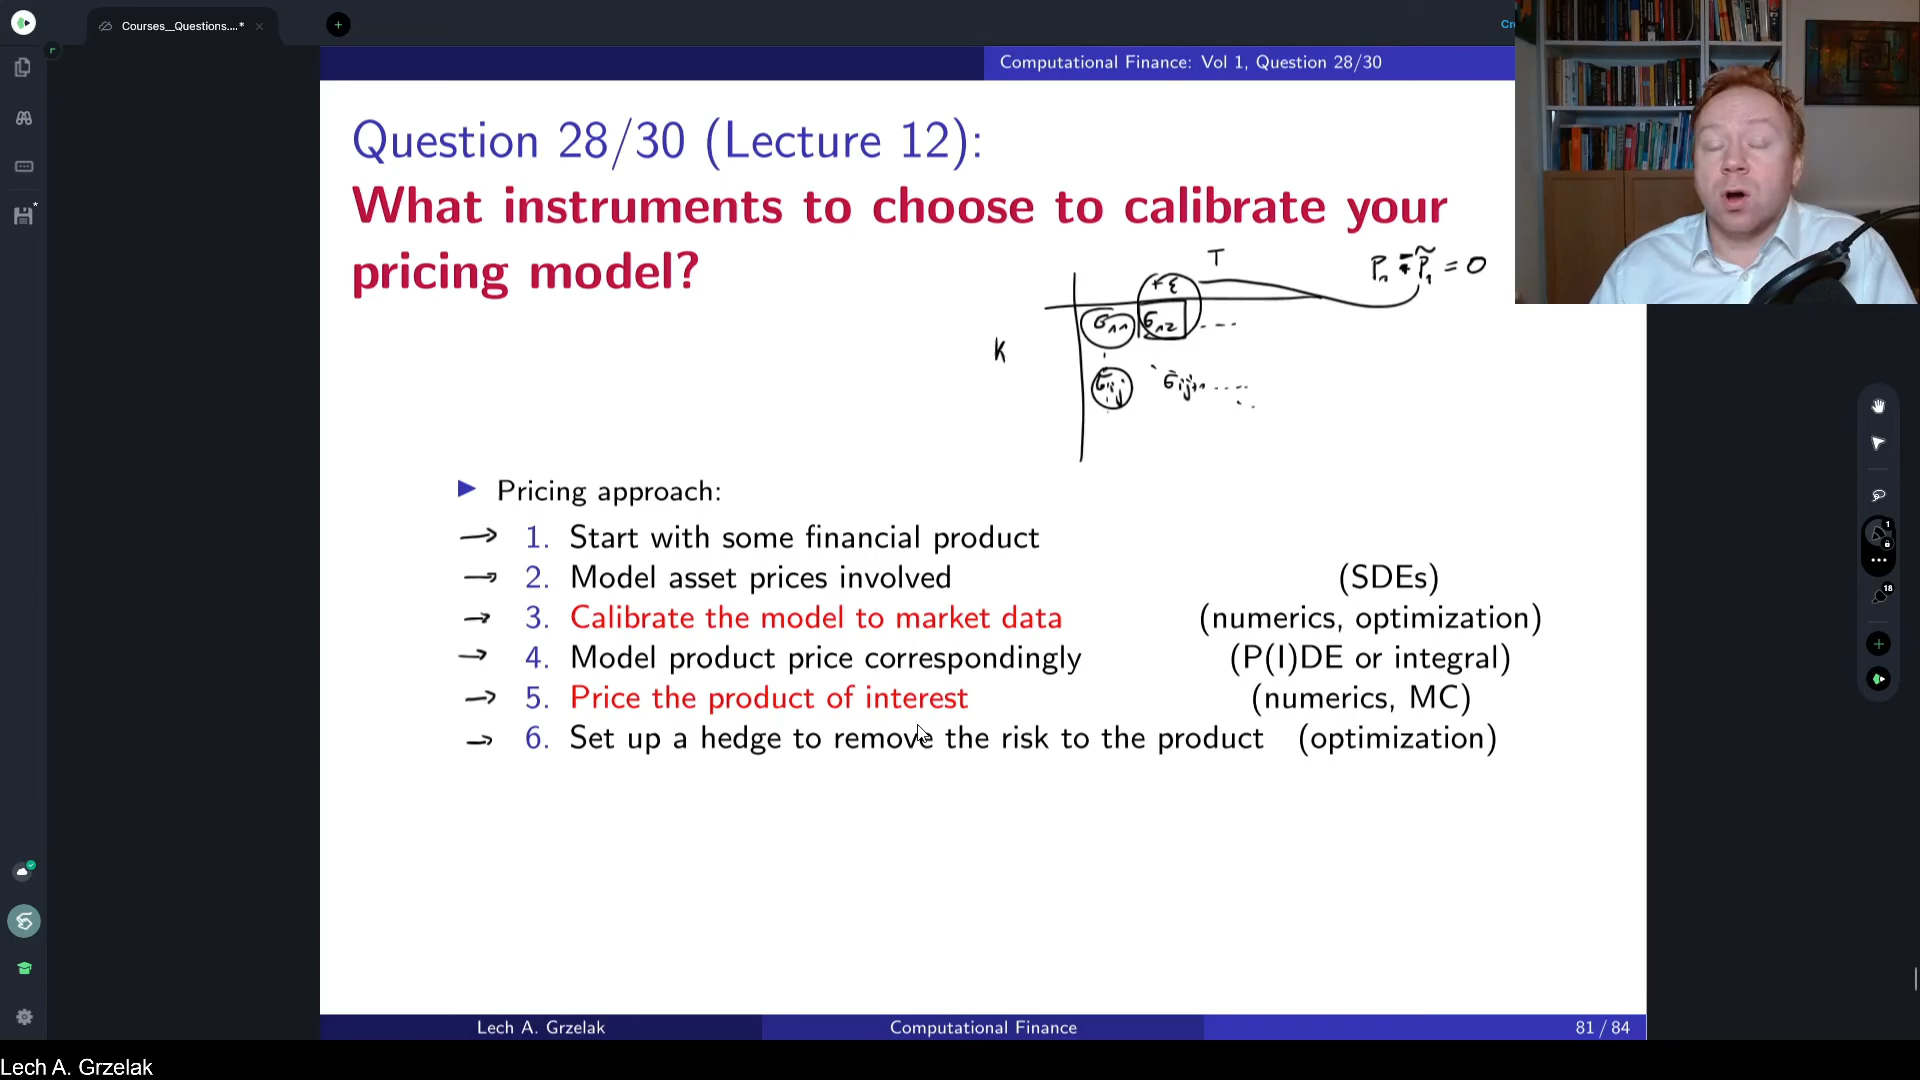 Courses__Questions....*
Computational Finance: Vol 1, Question 28/30
Question 28/30 (Lecture 12):
What instruments to choose to calibrate your
pricing model?
T
+ε
K
σ₁₁ σ₁₂ ...
Pricing approach:
1. Start with some financial product
2. Model asset prices involved (SDEs)
3. Calibrate the model to market data (numerics, optimization)
4. Model product price correspondingly (P(I)DE or integral)
5. Price the product of interest (numerics, MC)
6. Set up a hedge to remove the risk to the product (optimization)
Lech A. Grzelak Computational Finance 81 / 84
Lech A. Grzelak